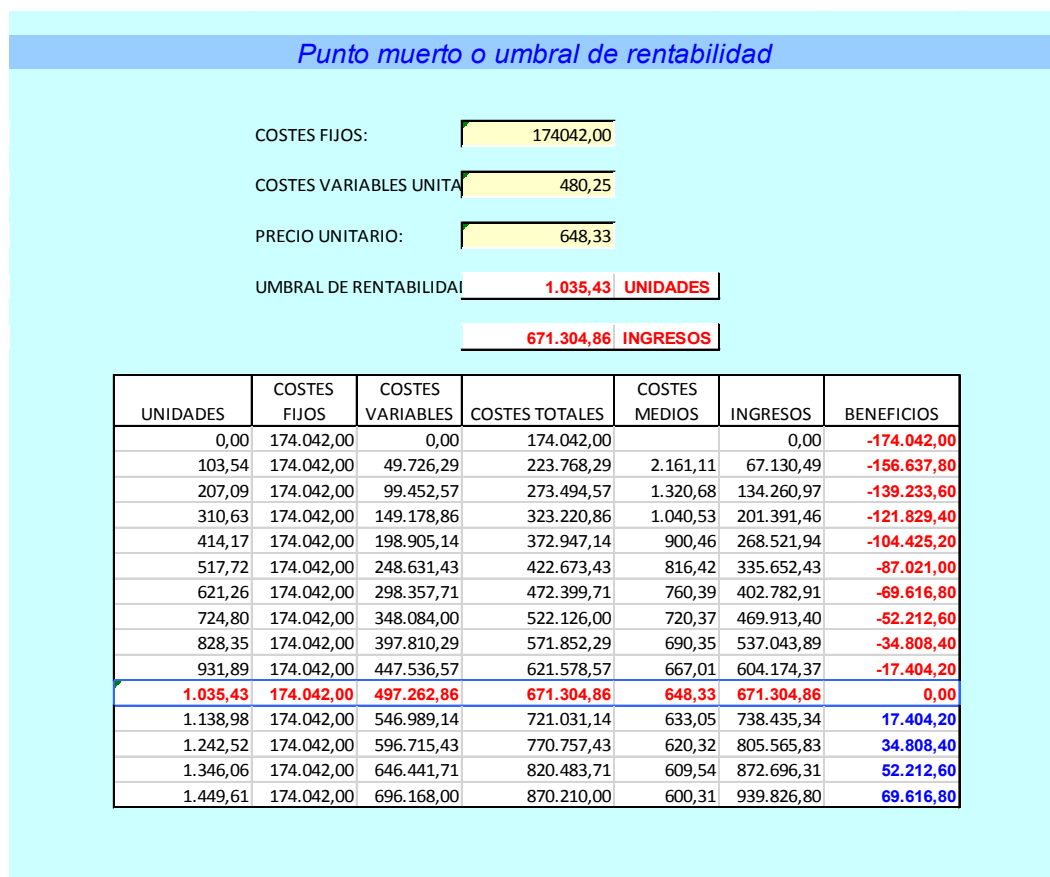 Punto muerto o umbral de rentabilidad
COSTES FIJOS: 174042,00
COSTES VARIABLES UNITA 480,25
PRECIO UNITARIO: 648,33
UMBRAL DE RENTABILIDAD 1.035,43 UNIDADES
671.304,86 INGRESOS
COSTES COSTES COSTES
UNIDADES FIJOS VARIABLES COSTES TOTALES MEDIOS INGRESOS BENEFICIOS
0,00 174.042,00 0,00 174.042,00 0,00 -174.042,00
103,54 174.042,00 49.726,29 223.768,29 2.161,11 67.130,49 -156.637,80
207,09 174.042,00 99.452,57 273.494,57 1.320,68 134.260,97 -139.233,60
310,63 174.042,00 149.178,86 323.220,86 1.040,53 201.391,46 -121.829,40
414,17 174.042,00 198.905,14 372.947,14 900,46 268.521,94 -104.425,20
517,72 174.042,00 248.631,43 422.673,43 816,42 335.652,43 -87.021,00
621,26 174.042,00 298.357,71 472.399,71 760,39 402.782,91 -69.616,80
724,80 174.042,00 348.084,00 522.126,00 720,37 469.913,40 -52.212,60
828,35 174.042,00 397.810,29 571.852,29 690,35 537.043,89 -34.808,40
931,89 174.042,00 447.536,57 621.578,57 667,01 604.174,37 -17.404,20
1.035,43 174.042,00 497.262,86 671.304,86 648,33 671.304,86 0,00
1.138,98 174.042,00 546.989,14 721.031,14 633,05 738.435,34 17.404,20
1.242,52 174.042,00 596.715,43 770.757,43 620,32 805.565,83 34.808,40
1.346,06 174.042,00 646.441,71 820.483,71 609,54 872.696,31 52.212,60
1.449,61 174.042,00 696.168,00 870.210,00 600,31 939.826,80 69.616,80